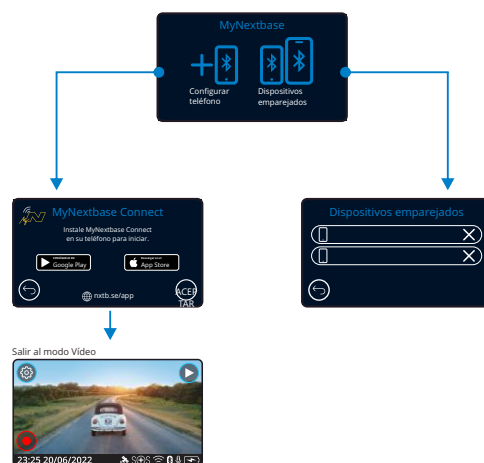 MyNextbase
Configurar
teléfono
Dispositivos
emparejados
MyNextbase Connect
Instale MyNextbase Connect
en su teléfono para iniciar.
Google Play
App Store
nxtb.se/app
ACEP
TAR
Dispositivos emparejados
Salir al modo Vídeo
23:25 20/06/2022
SOS